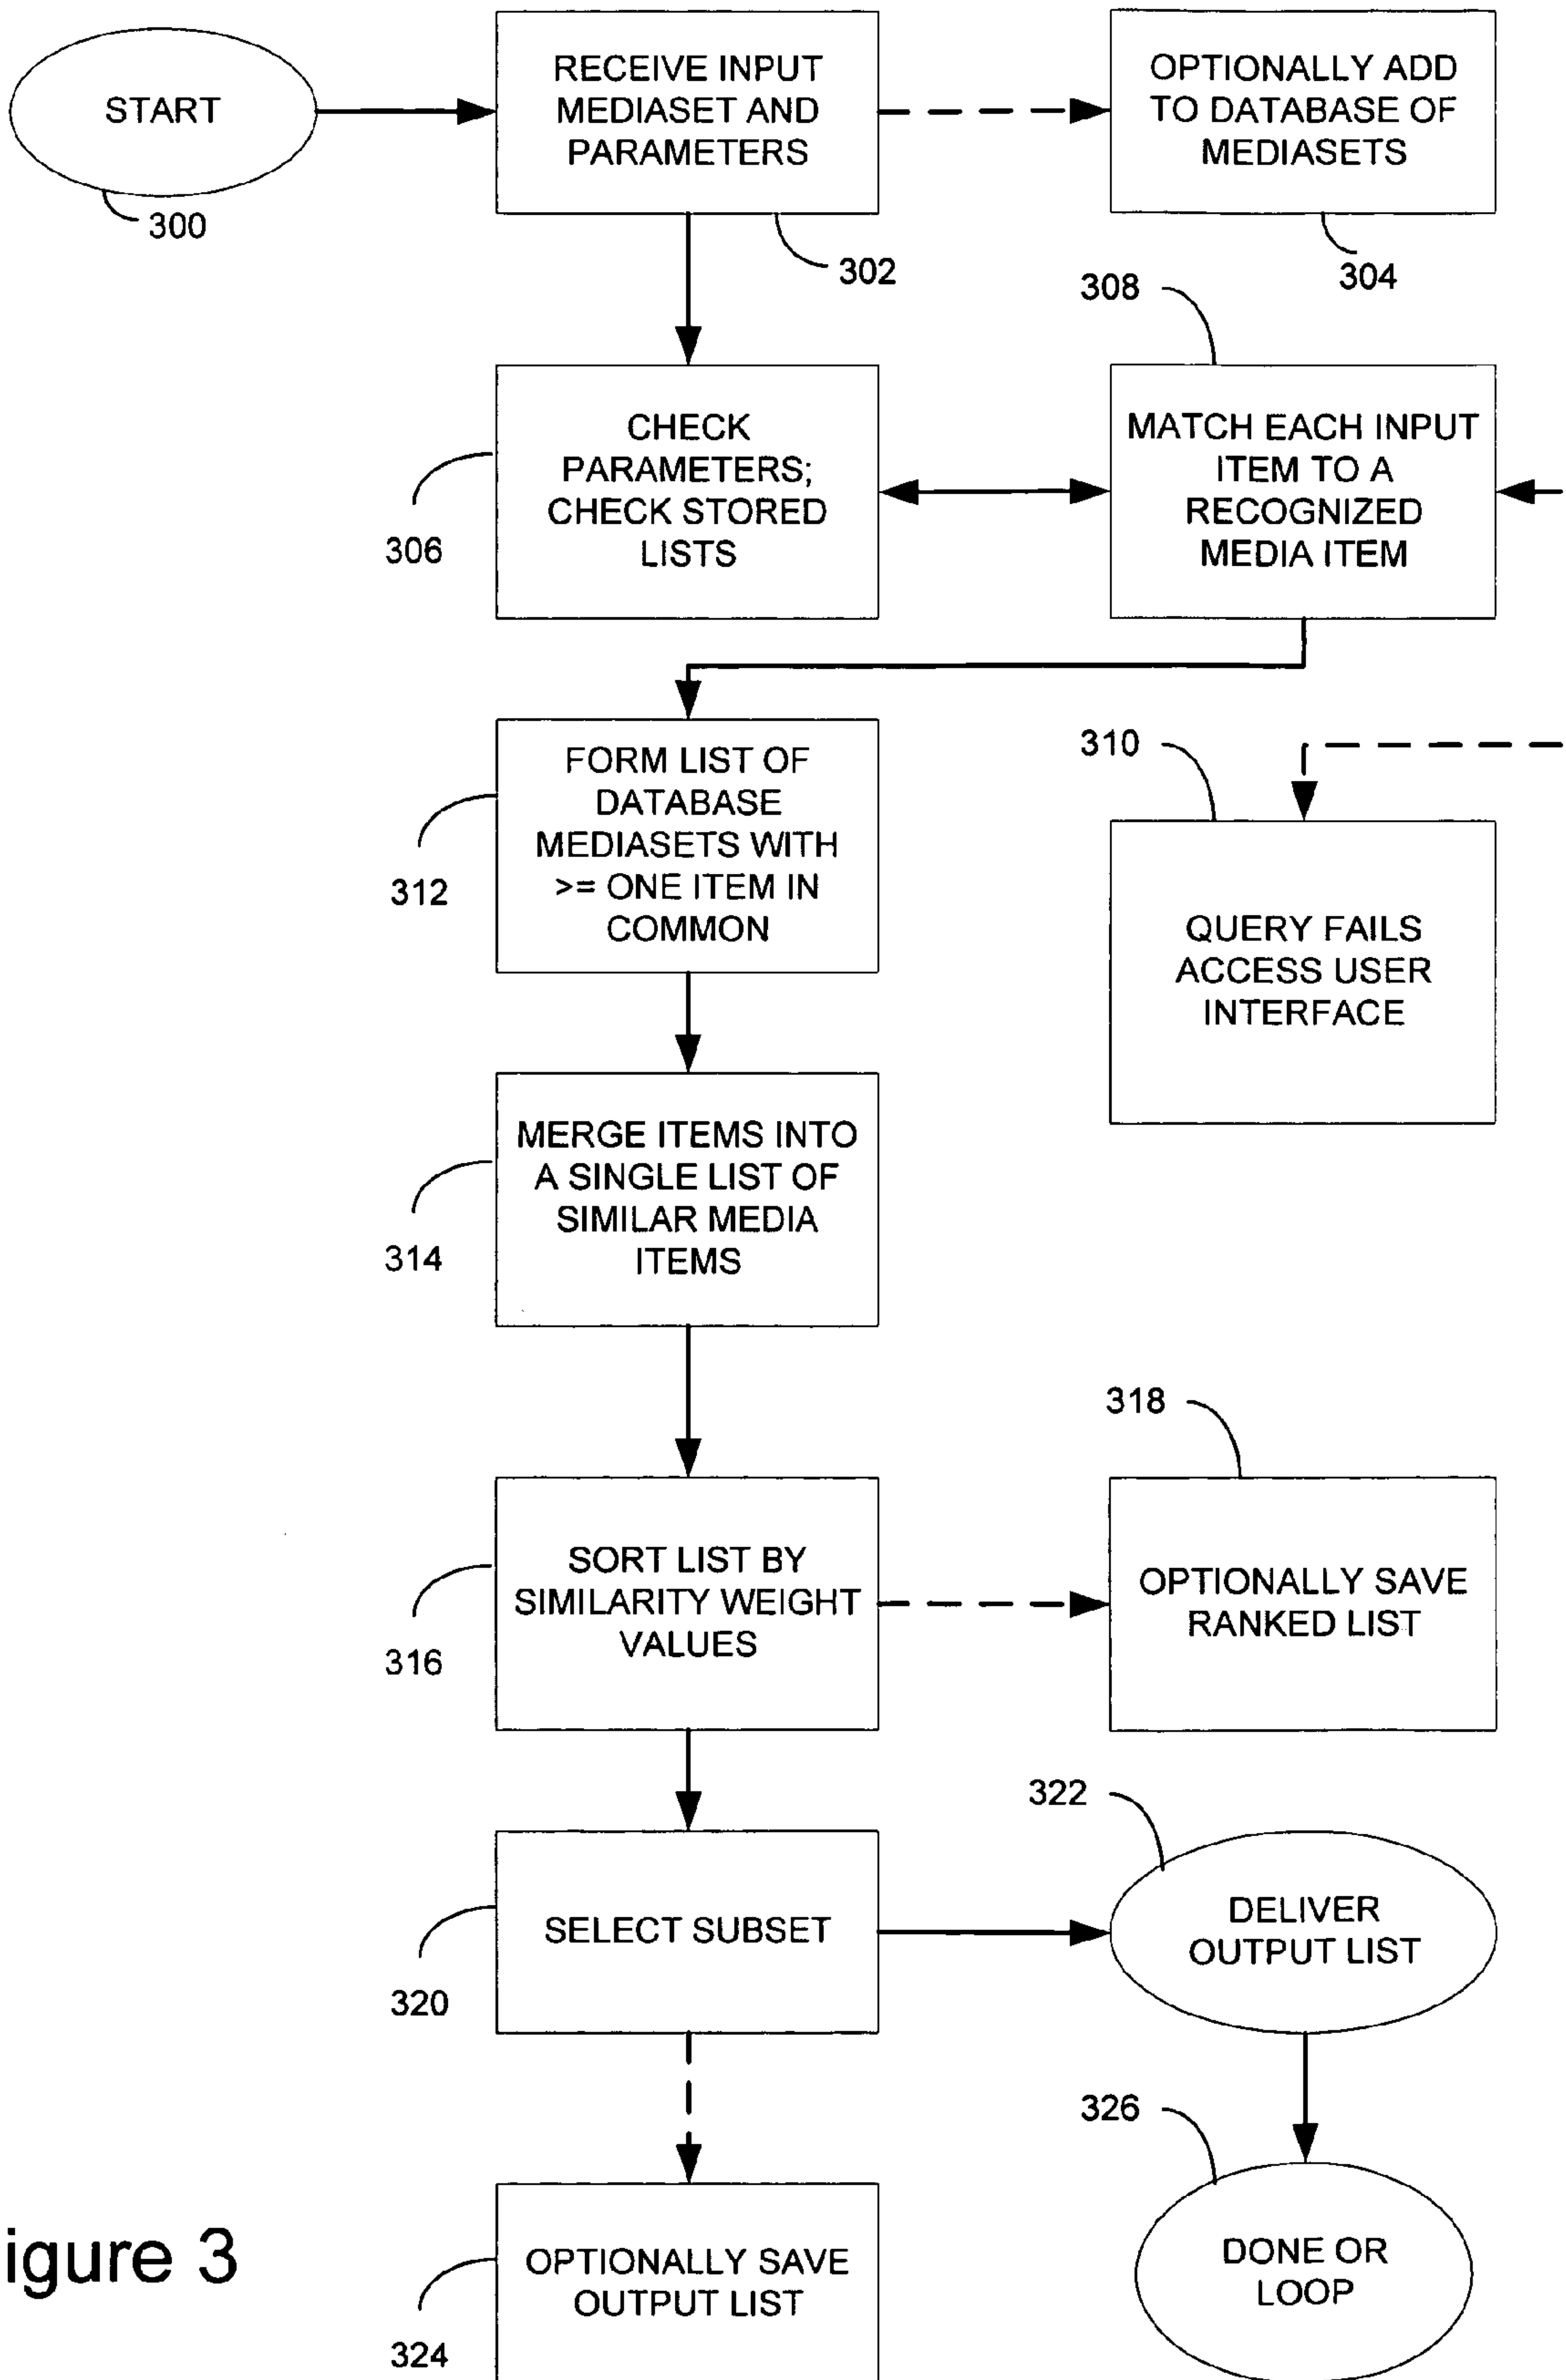 START
300
RECEIVE INPUT
MEDIASET AND
PARAMETERS
302
OPTIONALLY ADD
TO DATABASE OF
MEDIASETS
304
CHECK
PARAMETERS;
CHECK STORED
LISTS
306
308
MATCH EACH INPUT
ITEM TO A
RECOGNIZED
MEDIA ITEM
310
QUERY FAILS
ACCESS USER
INTERFACE
FORM LIST OF
DATABASE
MEDIASETS WITH
>= ONE ITEM IN
COMMON
312
MERGE ITEMS INTO
A SINGLE LIST OF
SIMILAR MEDIA
ITEMS
314
SORT LIST BY
SIMILARITY WEIGHT
VALUES
316
318
OPTIONALLY SAVE
RANKED LIST
SELECT SUBSET
320
322
DELIVER
OUTPUT LIST
OPTIONALLY SAVE
OUTPUT LIST
324
326
DONE OR
LOOP
igure 3